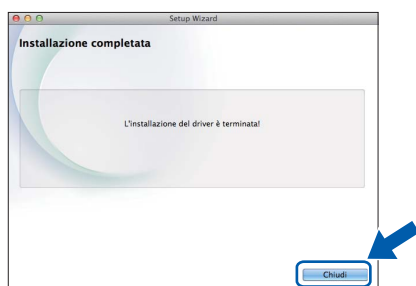 Setup Wizard
Installazione completata
L'installazione del driver è terminata!
Chiudi